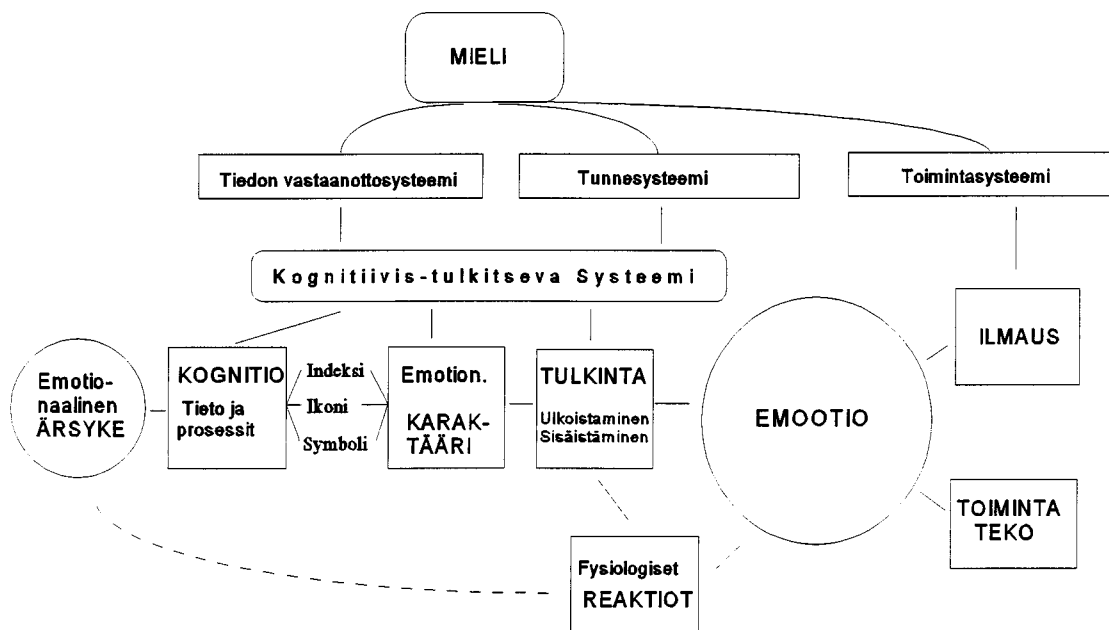 MIELI
Tiedon vastaanottosysteemi
Tunnesysteemi
Toimintasysteemi
Kognitiivis-tulkitseva Systeemi
Emotio-
naalinen
ÄRSYKE
KOGNITIO
Tieto ja
prosessit
Indeksi
Ikoni
Symboli
Emotion.
KARAK-
TÄÄRI
TULKINTA
Ulkoistaminen
Sisäistäminen
EMOOTIO
ILMAUS
TOIMINTA
TEKO
Fysiologiset
REAKTIOT